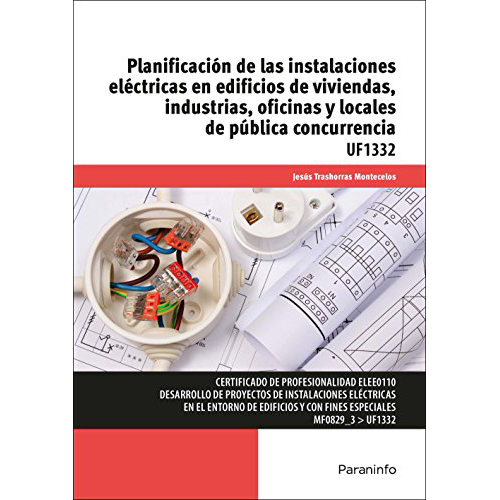 Planificación de las instalaciones
eléctricas en edificios de viviendas,
industrias, oficinas y locales
de pública concurrencia
UF1332
Jesús Trashorras Montecelos
CERTIFICADO DE PROFESIONALIDAD ELEE0110
DESARROLLO DE PROYECTOS DE INSTALACIONES ELÉCTRICAS
EN EL ENTORNO DE EDIFICIOS Y CON FINES ESPECIALES
MF0829_3 > UF1332
Paraninfo